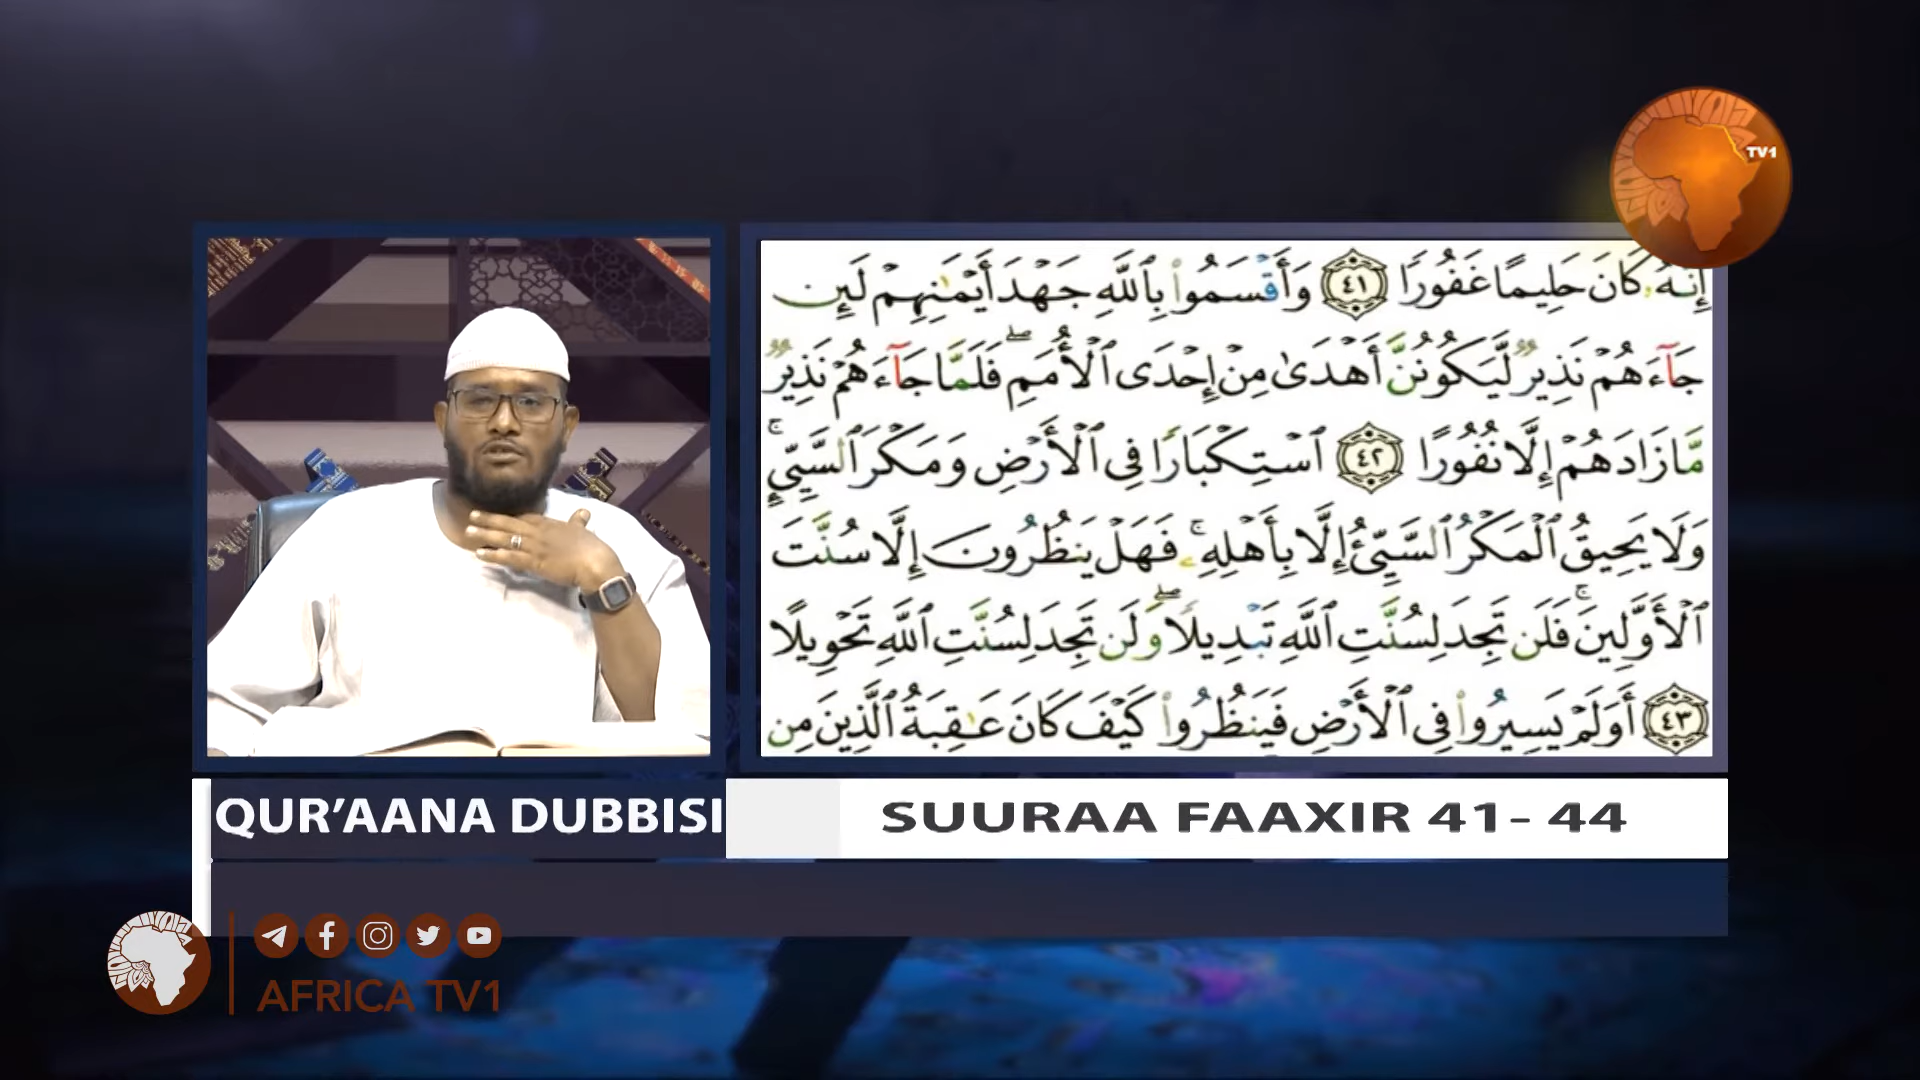 TV1
إِنَّهُۥ كَانَ حَلِيمًا غَفُورًا ٤١ وَأَقْسَمُوا۟ بِٱللَّهِ جَهْدَ أَيْمَٰنِهِمْ لَئِن
جَآءَهُمْ نَذِيرٌ لَّيَكُونُنَّ أَهْدَىٰ مِنْ إِحْدَى ٱلْأُمَمِ ۖ فَلَمَّا جَآءَهُمْ نَذِيرٌ
مَّا زَادَهُمْ إِلَّا نُفُورًا ٤٢ ٱسْتِكْبَارًا فِى ٱلْأَرْضِ وَمَكْرَ ٱلسَّيِّئِ ۚ
وَلَا يَحِيقُ ٱلْمَكْرُ ٱلسَّيِّئُ إِلَّا بِأَهْلِهِۦ ۚ فَهَلْ يَنظُرُونَ إِلَّا سُنَّتَ
ٱلْأَوَّلِينَ ۚ فَلَن تَجِدَ لِسُنَّتِ ٱللَّهِ تَبْدِيلًا ۖ وَلَن تَجِدَ لِسُنَّتِ ٱللَّهِ تَحْوِيلًا
٤٣ أَوَلَمْ يَسِيرُوا۟ فِى ٱلْأَرْضِ فَيَنظُرُوا۟ كَيْفَ كَانَ عَٰقِبَةُ ٱلَّذِينَ مِن
QUR’AANA DUBBISI
SUURAA FAAXIR 41- 44
AFRICA TV1